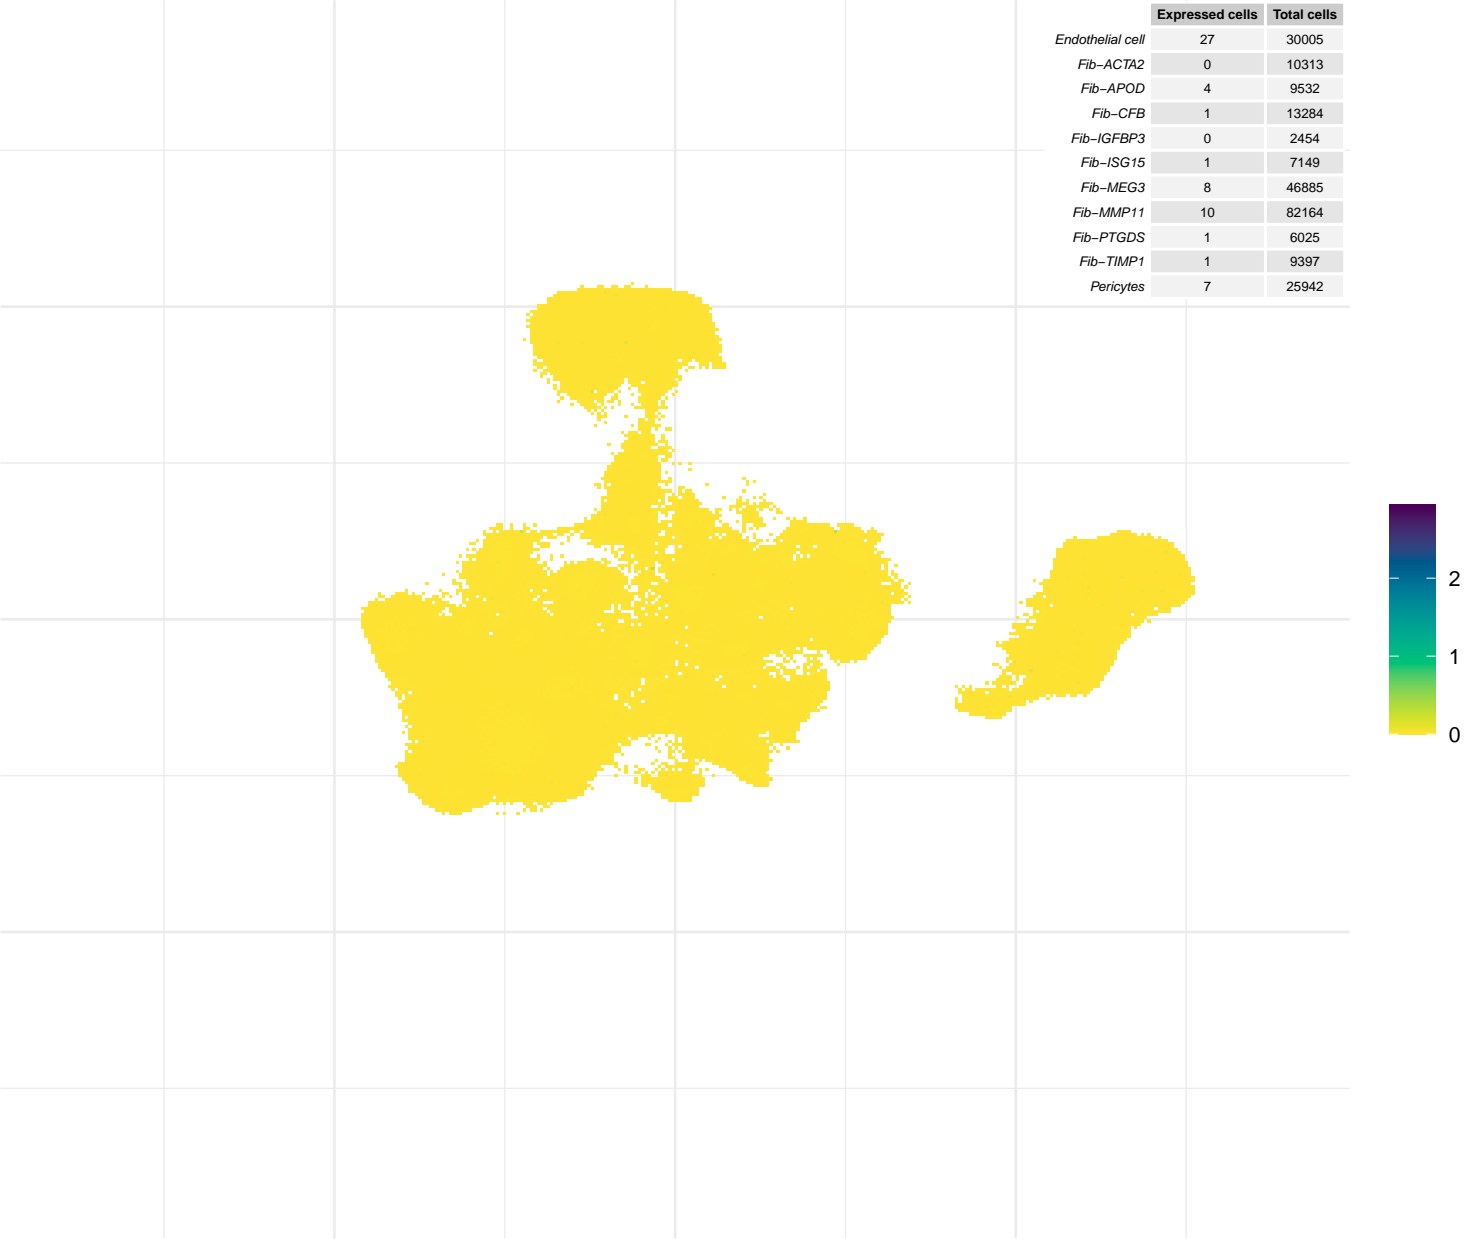 Expressed cells Total cells
Endothelial cell 27 30005
Fib−ACTA2 0 10313
Fib−APOD 4 9532
Fib−CFB 1 13284
Fib−IGFBP3 0 2454
Fib−ISG15 1 7149
Fib−MEG3 8 46885
Fib−MMP11 10 82164
Fib−PTGDS 1 6025
Fib−TIMP1 1 9397
Pericytes 7 25942
2
1
0